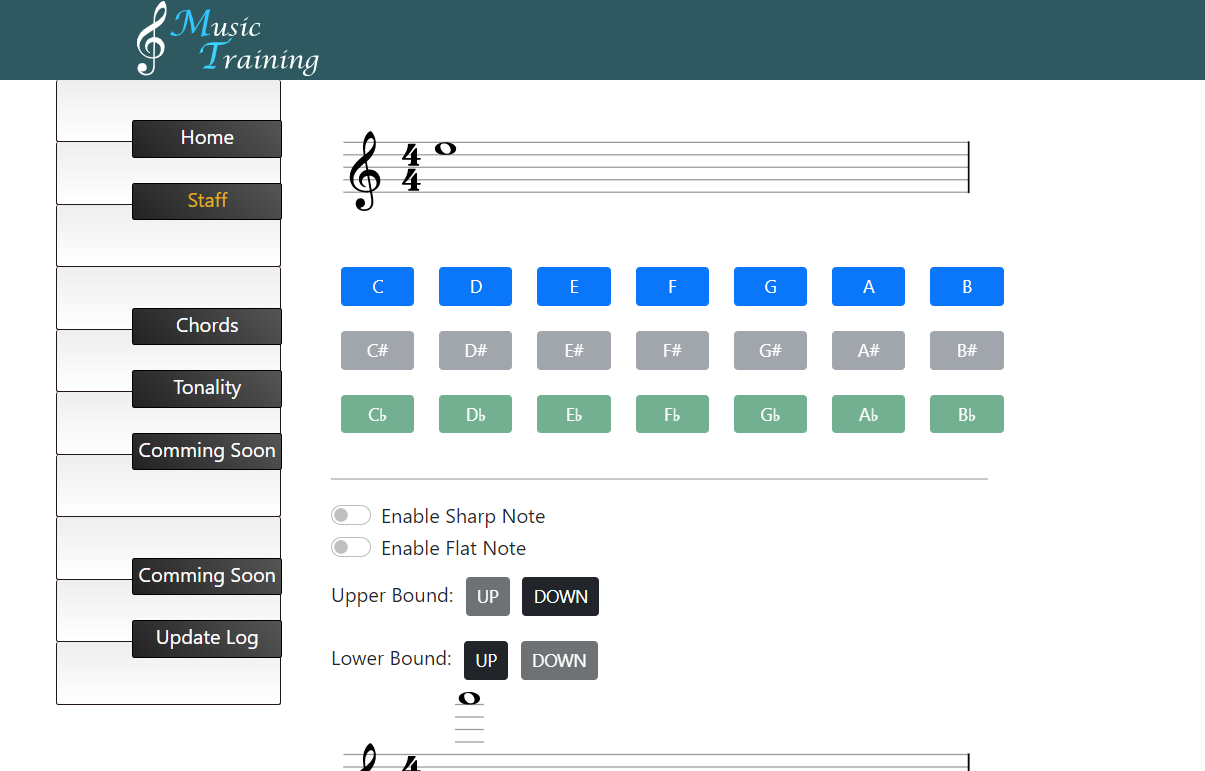 Music
Training
Home
Staff
Chords
Tonality
Comming Soon
Comming Soon
Update Log
4
4
C D E F G A B
C# D# E# F# G# A# B#
C♭ D♭ E♭ F♭ G♭ A♭ B♭
Enable Sharp Note
Enable Flat Note
Upper Bound: UP DOWN
Lower Bound: UP DOWN
4